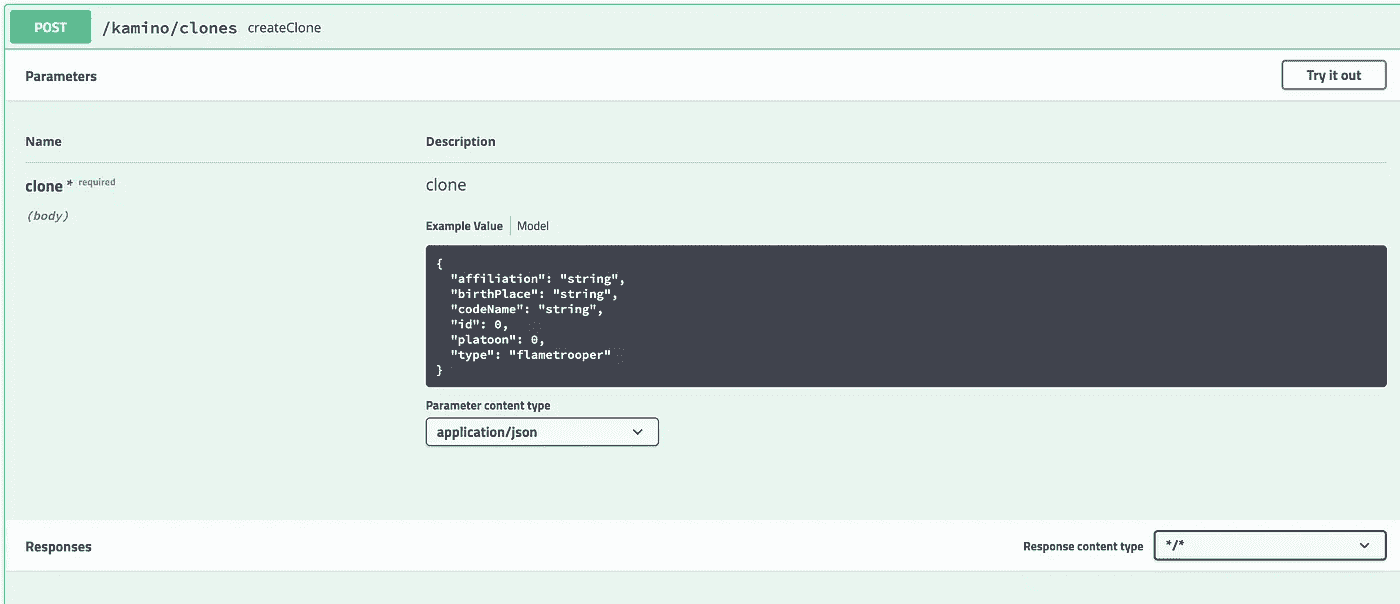 POST /kamino/clones createClone
Parameters Try it out
Name Description
clone * required clone
(body)
Example Value Model
{
"affiliation": "string",
"birthPlace": "string",
"codeName": "string",
"id": 0,
"platoon": 0,
"type": "flametrooper"
}
Parameter content type
application/json
Responses Response content type */*